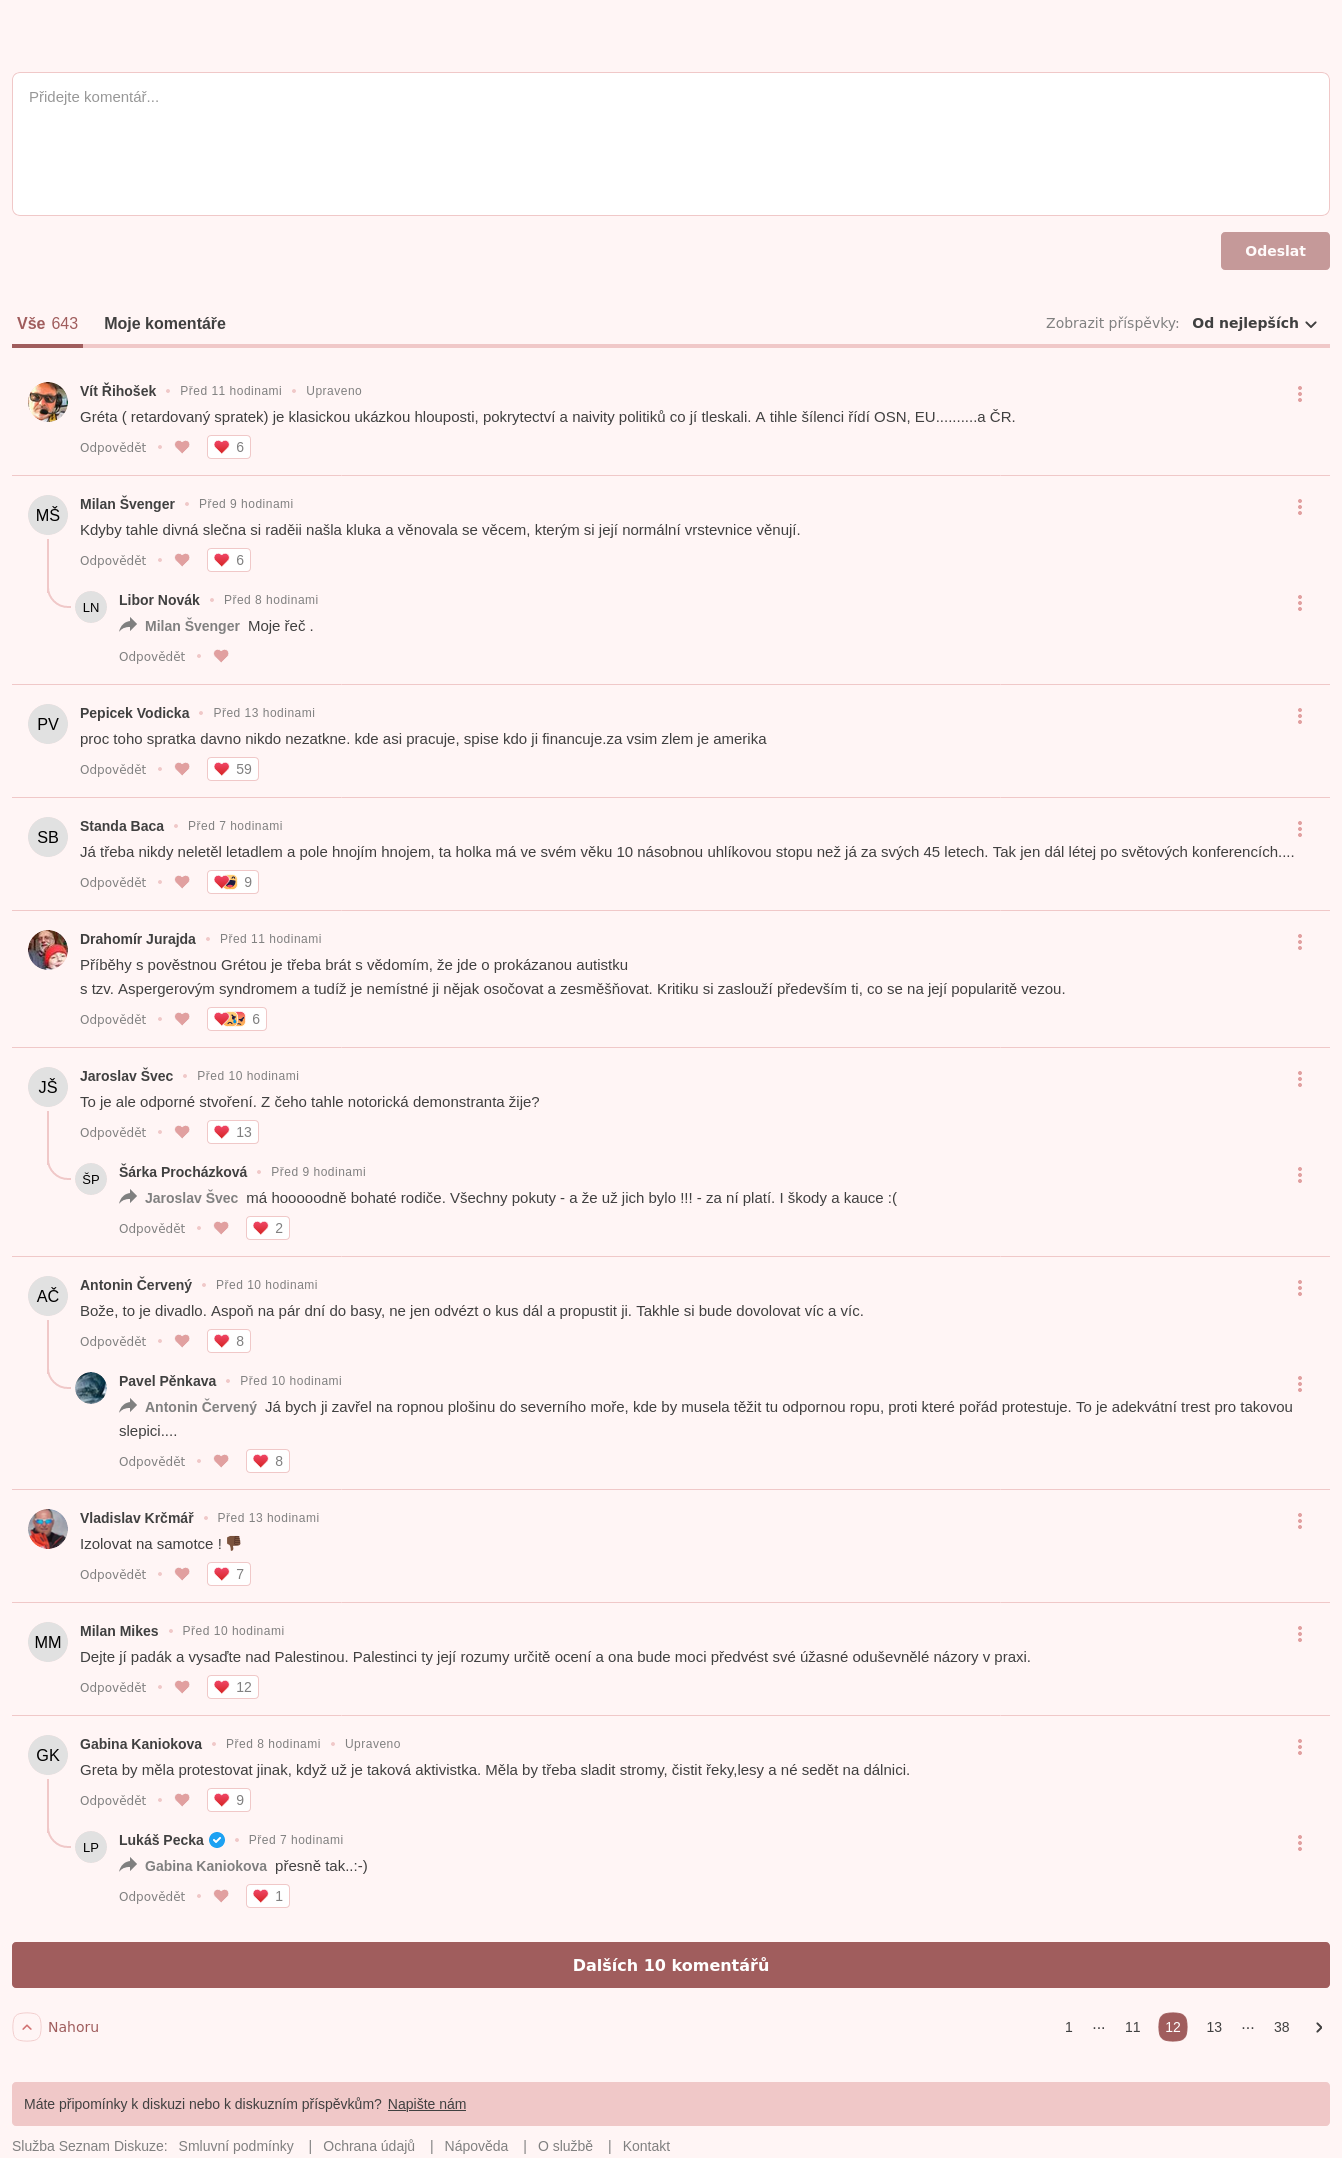 Přidejte komentář...
Odeslat
Vše 643 Moje komentáře Zobrazit příspěvky: Od nejlepších
Vít Řihošek • Před 11 hodinami • Upraveno
Gréta ( retardovaný spratek) je klasickou ukázkou hlouposti, pokrytectví a naivity politiků co jí tleskali. A tihle šílenci řídí OSN, EU..........a ČR.
Odpovědět • 6
MŠ Milan Švenger • Před 9 hodinami
Kdyby tahle divná slečna si raděii našla kluka a věnovala se věcem, kterým si její normální vrstevnice věnují.
Odpovědět • 6
LN Libor Novák • Před 8 hodinami
Milan Švenger Moje řeč .
Odpovědět •
PV Pepicek Vodicka • Před 13 hodinami
proc toho spratka davno nikdo nezatkne. kde asi pracuje, spise kdo ji financuje.za vsim zlem je amerika
Odpovědět • 59
SB Standa Baca • Před 7 hodinami
Já třeba nikdy neletěl letadlem a pole hnojím hnojem, ta holka má ve svém věku 10 násobnou uhlíkovou stopu než já za svých 45 letech. Tak jen dál létej po světových konferencích....
Odpovědět • 9
Drahomír Jurajda • Před 11 hodinami
Příběhy s pověstnou Grétou je třeba brát s vědomím, že jde o prokázanou autistku
s tzv. Aspergerovým syndromem a tudíž je nemístné ji nějak osočovat a zesměšňovat. Kritiku si zaslouží především ti, co se na její popularitě vezou.
Odpovědět • 6
JŠ Jaroslav Švec • Před 10 hodinami
To je ale odporné stvoření. Z čeho tahle notorická demonstranta žije?
Odpovědět • 13
ŠP Šárka Procházková • Před 9 hodinami
Jaroslav Švec má hooooodně bohaté rodiče. Všechny pokuty - a že už jich bylo !!! - za ní platí. I škody a kauce :(
Odpovědět • 2
AČ Antonin Červený • Před 10 hodinami
Bože, to je divadlo. Aspoň na pár dní do basy, ne jen odvézt o kus dál a propustit ji. Takhle si bude dovolovat víc a víc.
Odpovědět • 8
Pavel Pěnkava • Před 10 hodinami
Antonin Červený Já bych ji zavřel na ropnou plošinu do severního moře, kde by musela těžit tu odpornou ropu, proti které pořád protestuje. To je adekvátní trest pro takovou
slepici....
Odpovědět • 8
Vladislav Krčmář • Před 13 hodinami
Izolovat na samotce ! 👎🏿
Odpovědět • 7
MM Milan Mikes • Před 10 hodinami
Dejte jí padák a vysaďte nad Palestinou. Palestinci ty její rozumy určitě ocení a ona bude moci předvést své úžasné oduševnělé názory v praxi.
Odpovědět • 12
GK Gabina Kaniokova • Před 8 hodinami • Upraveno
Greta by měla protestovat jinak, když už je taková aktivistka. Měla by třeba sladit stromy, čistit řeky,lesy a né sedět na dálnici.
Odpovědět • 9
LP Lukáš Pecka • Před 7 hodinami
Gabina Kaniokova přesně tak..:-)
Odpovědět • 1
Dalších 10 komentářů
Nahoru 1 ··· 11 12 13 ··· 38
Máte připomínky k diskuzi nebo k diskuzním příspěvkům? Napište nám
Služba Seznam Diskuze: Smluvní podmínky | Ochrana údajů | Nápověda | O službě | Kontakt